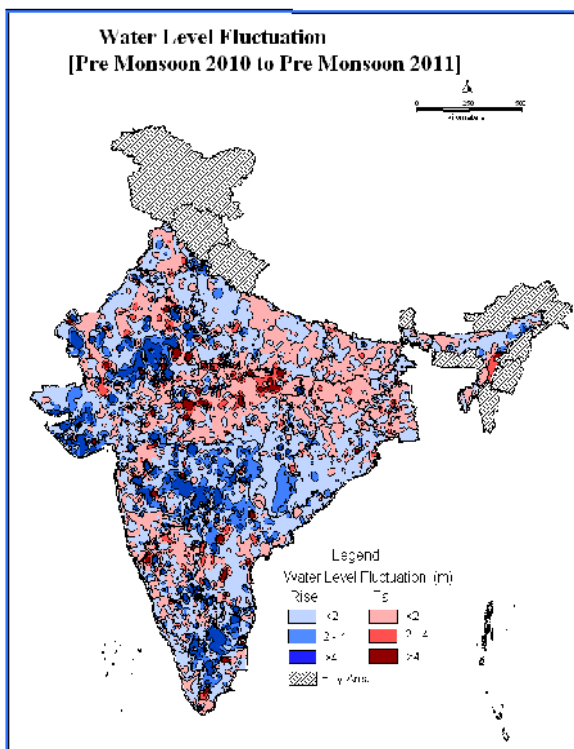 Water Level Fluctuation
[Pre Monsoon 2010 to Pre Monsoon 2011]
0 250 500
Legend
Water Level Fluctuation (m)
Rise
<2 <2
>4 >4